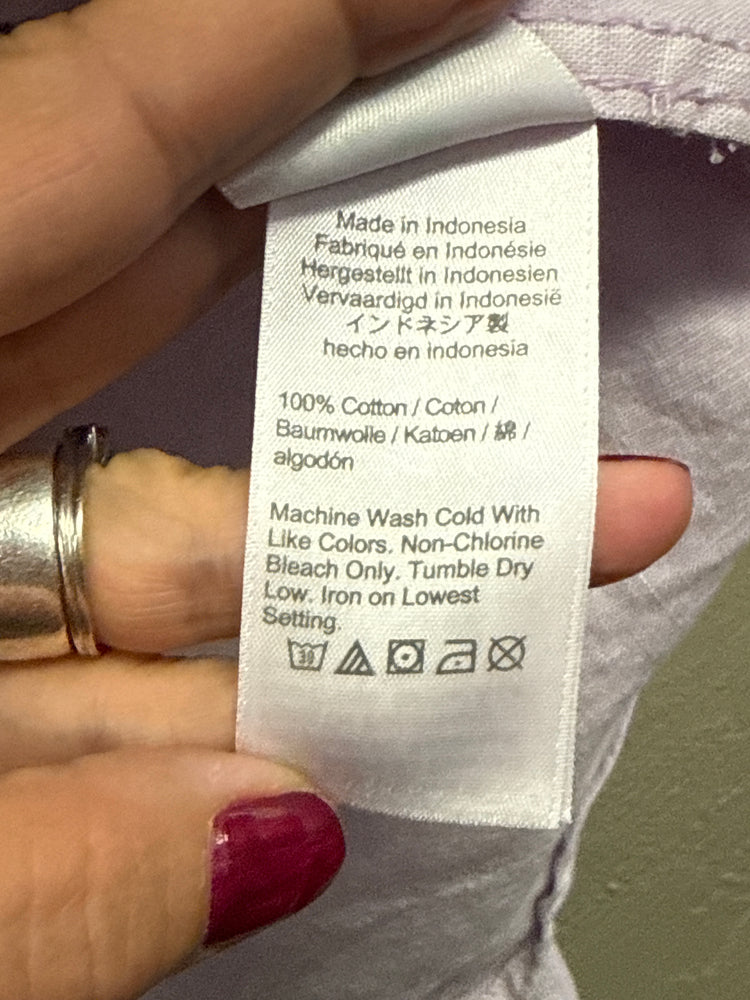 Made in Indonesia
Fabriqué en Indonésie
Hergestellt in Indonesien
Vervaardigd in Indonesië
インドネシア製
hecho en indonesia
100% Cotton / Coton /
Baumwolle / Katoen / 綿 /
algodón
Machine Wash Cold With
Like Colors. Non-Chlorine
Bleach Only. Tumble Dry
Low. Iron on Lowest
Setting.
30